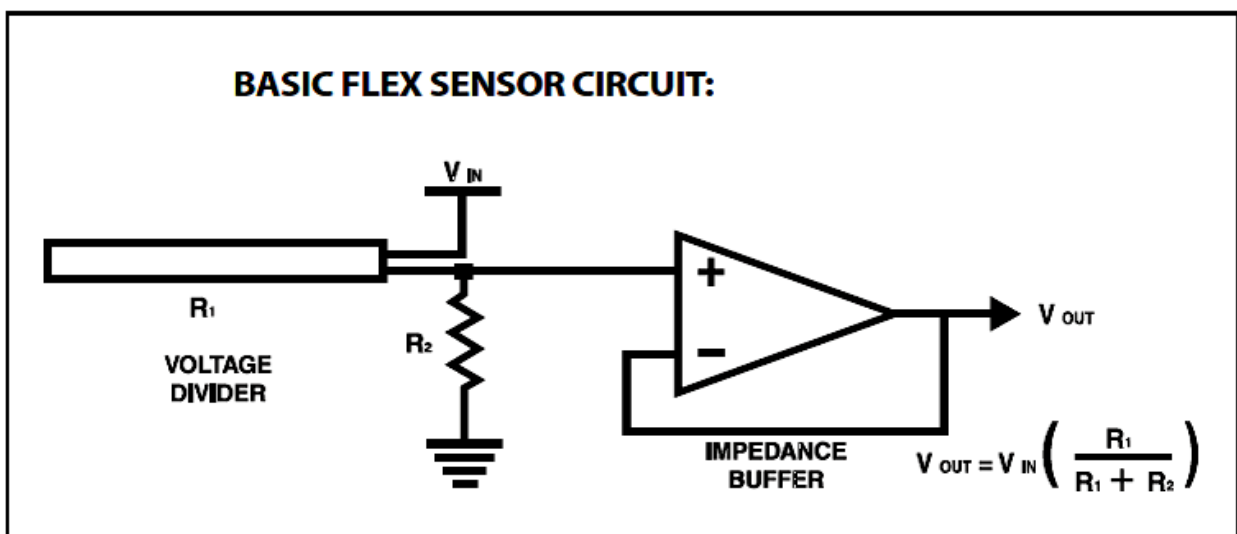 BASIC FLEX SENSOR CIRCUIT:
V IN
R₁
VOLTAGE
DIVIDER
R₂
+
−
V OUT
IMPEDANCE
BUFFER
V OUT = V IN ( R₁ / R₁ + R₂ )